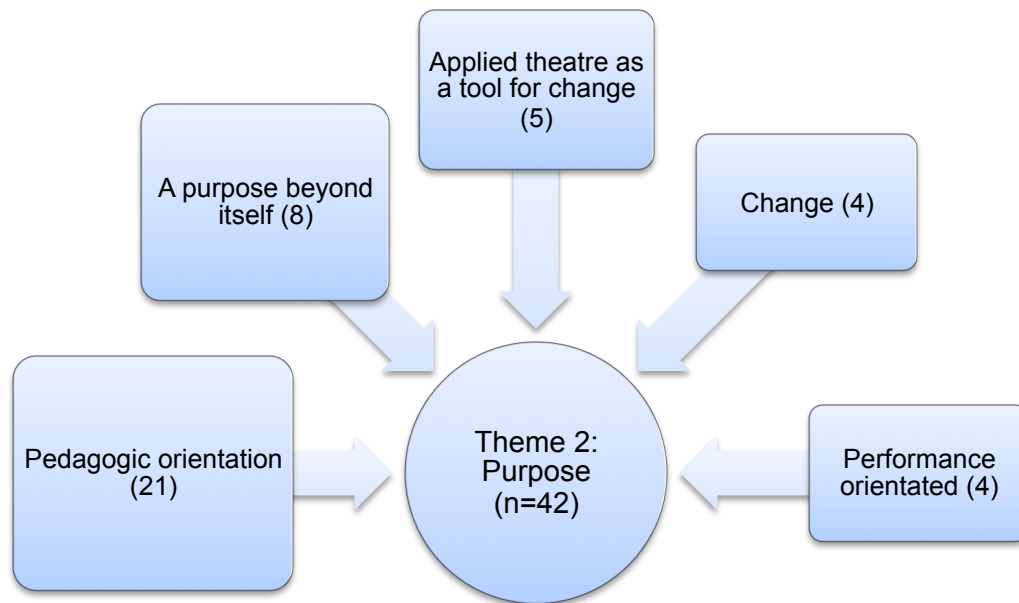 Applied theatre as
a tool for change
(5)
A purpose beyond
itself (8)
Change (4)
Pedagogic orientation
(21)
Theme 2:
Purpose
(n=42)
Performance
orientated (4)